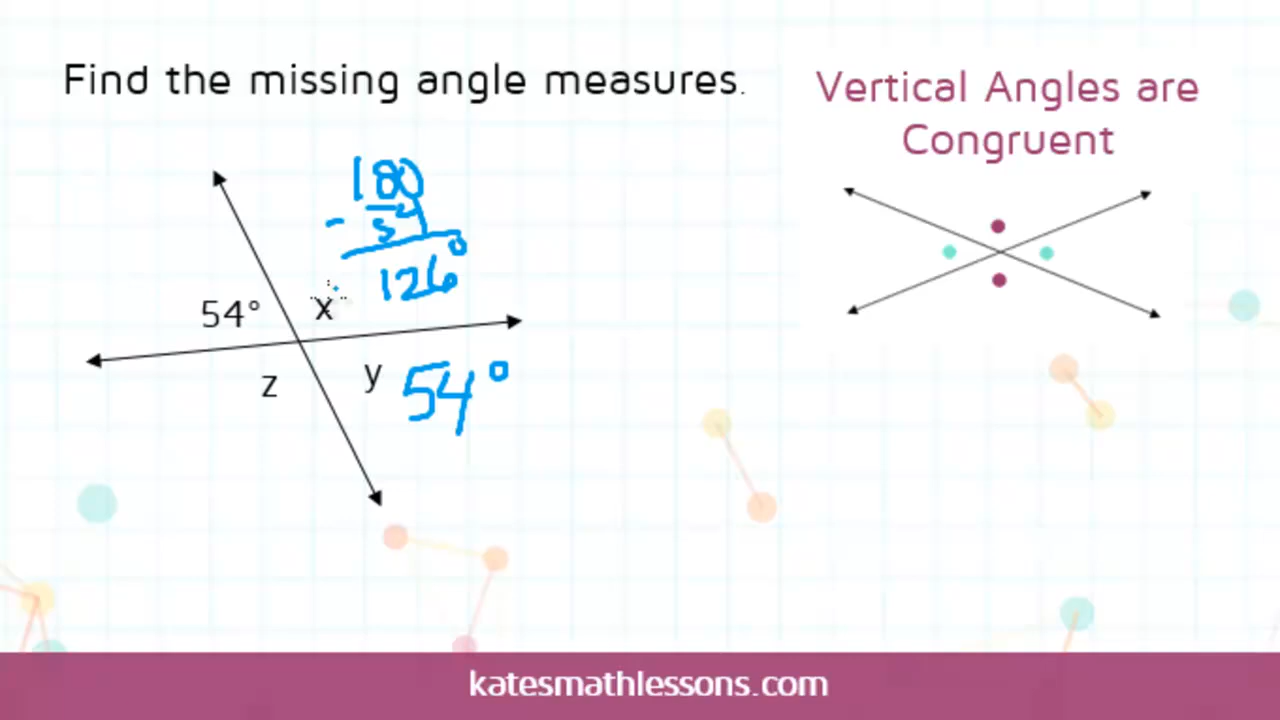 Find the missing angle measures.
Vertical Angles are
Congruent
180
- 54
126°
54°
x
z
y
54°
katesmathlessons.com